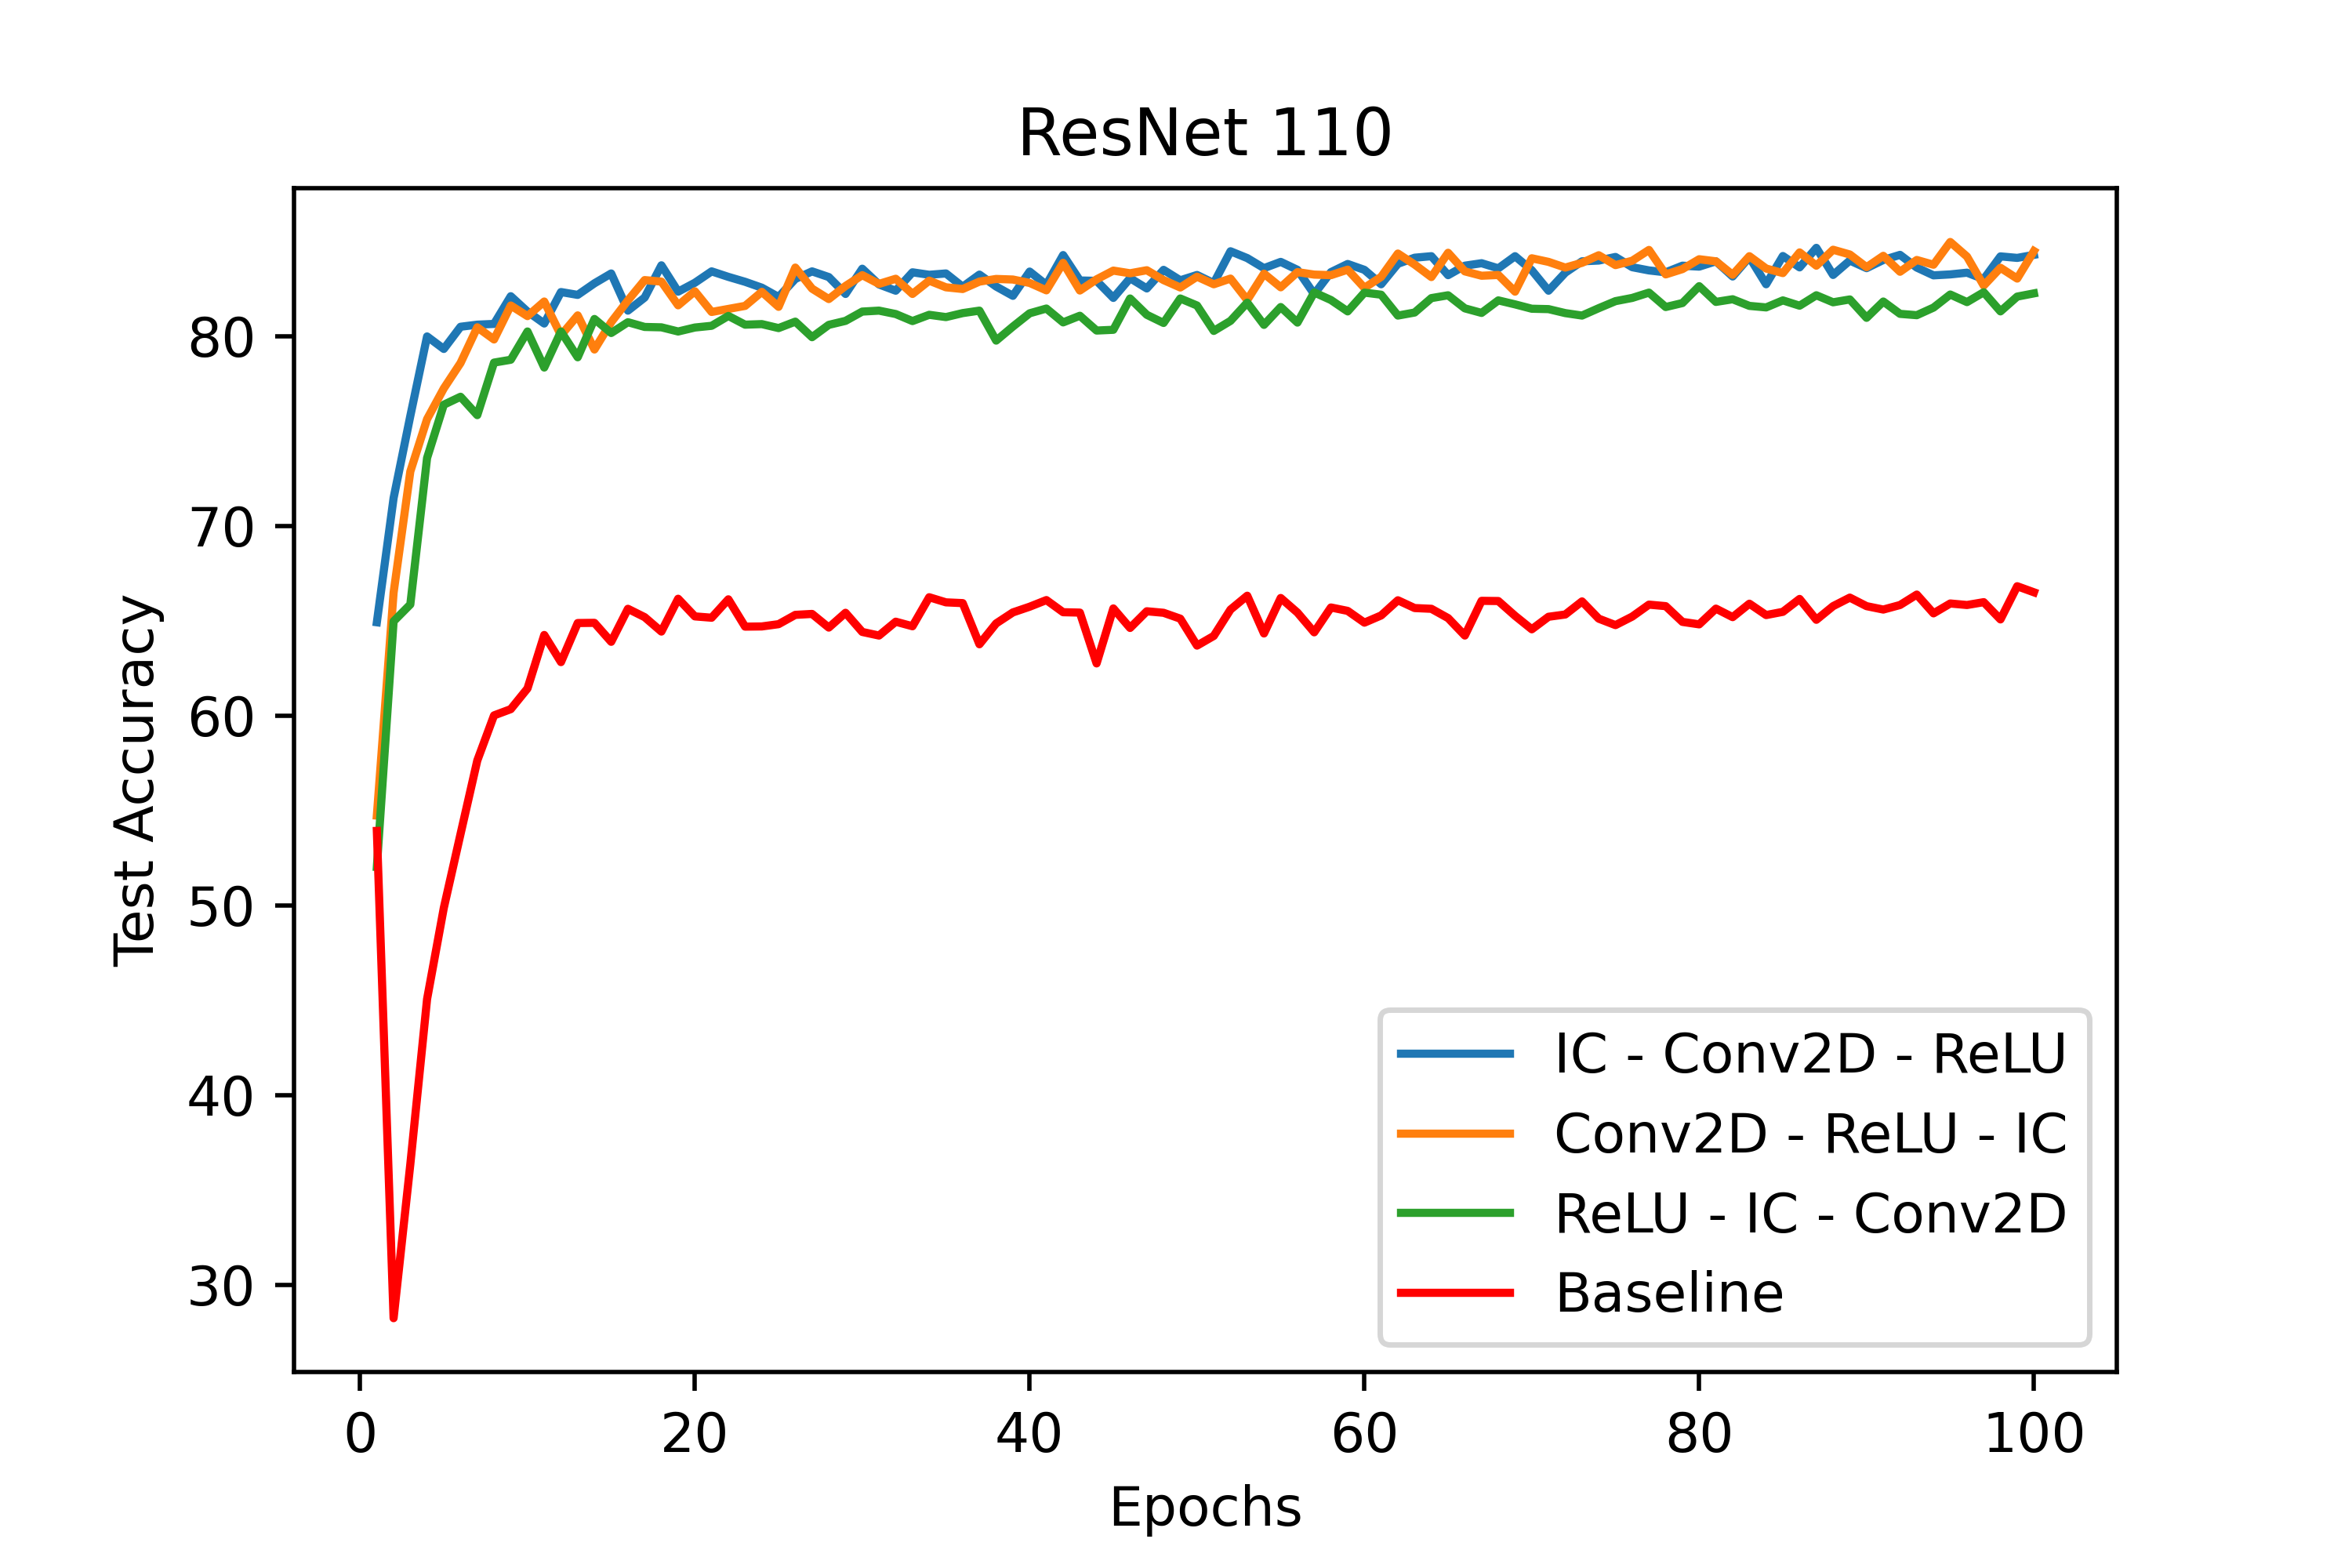 ResNet 110
Test Accuracy
80
70
60
50
40
30
IC - Conv2D - ReLU
Conv2D - ReLU - IC
ReLU - IC - Conv2D
Baseline
0 20 40 60 80 100
Epochs